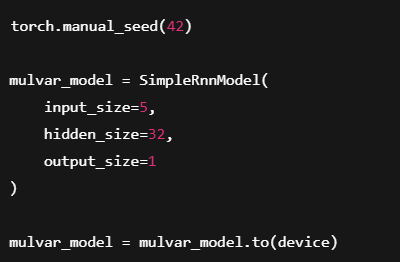 torch.manual_seed(42)
mulvar_model = SimpleRnnModel(
    input_size=5,
    hidden_size=32,
    output_size=1
)
mulvar_model = mulvar_model.to(device)